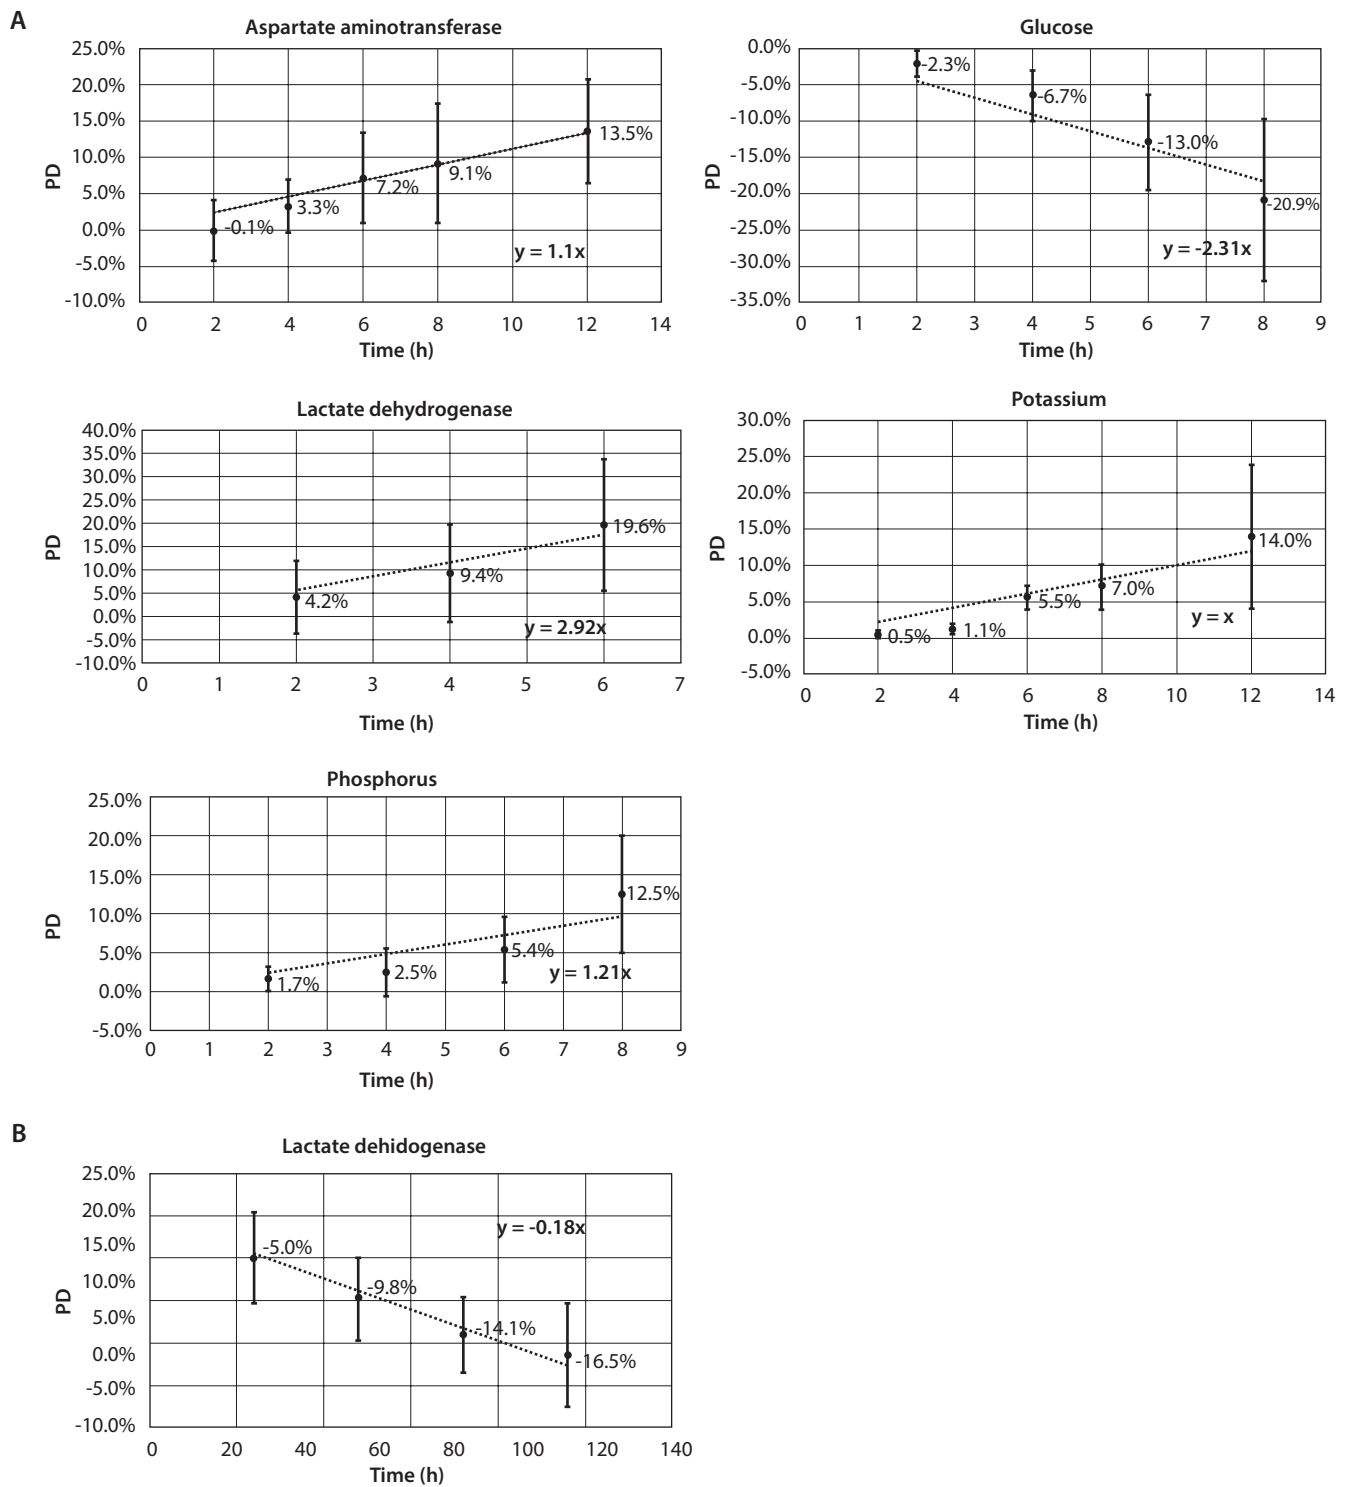 A
Aspartate aminotransferase
25.0%
20.0%
15.0%
10.0%
5.0%
0.0%
-5.0%
-10.0%
PD
-0.1%
3.3%
7.2%
9.1%
13.5%
y = 1.1x
0 2 4 6 8 10 12 14
Time (h)
Glucose
0.0%
-5.0%
-10.0%
-15.0%
-20.0%
-25.0%
-30.0%
-35.0%
PD
-2.3%
-6.7%
-13.0%
-20.9%
y = -2.31x
0 1 2 3 4 5 6 7 8 9
Time (h)
Lactate dehydrogenase
40.0%
35.0%
30.0%
25.0%
20.0%
15.0%
10.0%
5.0%
0.0%
-5.0%
-10.0%
PD
4.2%
9.4%
19.6%
y = 2.92x
0 1 2 3 4 5 6 7
Time (h)
Potassium
30.0%
25.0%
20.0%
15.0%
10.0%
5.0%
0.0%
-5.0%
PD
0.5%
1.1%
5.5%
7.0%
14.0%
y = x
0 2 4 6 8 10 12 14
Time (h)
Phosphorus
25.0%
20.0%
15.0%
10.0%
5.0%
0.0%
-5.0%
PD
1.7%
2.5%
5.4%
12.5%
y = 1.21x
0 1 2 3 4 5 6 7 8 9
Time (h)
B
Lactate dehidogenase
25.0%
20.0%
15.0%
10.0%
5.0%
0.0%
-5.0%
-10.0%
PD
-5.0%
-9.8%
-14.1%
-16.5%
y = -0.18x
0 20 40 60 80 100 120 140
Time (h)